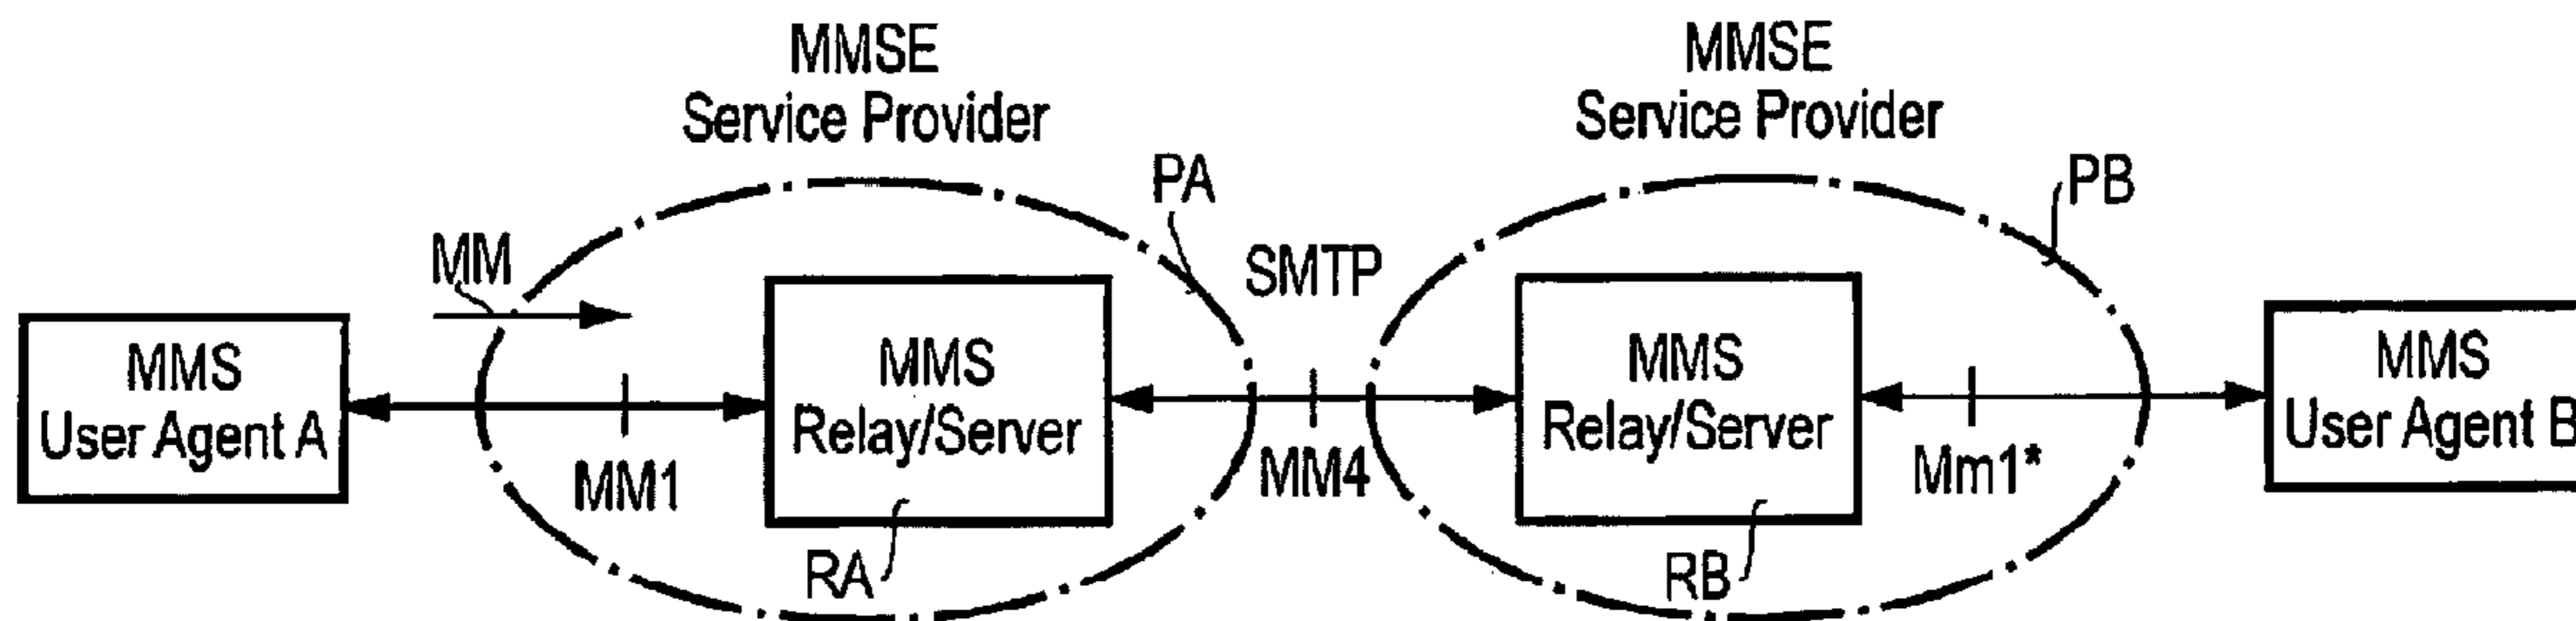 MMSE
Service Provider
MMSE
Service Provider
PA
PB
MM
SMTP
MMS
User Agent A
MMS
Relay/Server
MMS
Relay/Server
MMS
User Agent B
MM1
MM4
Mm1*
RA
RB